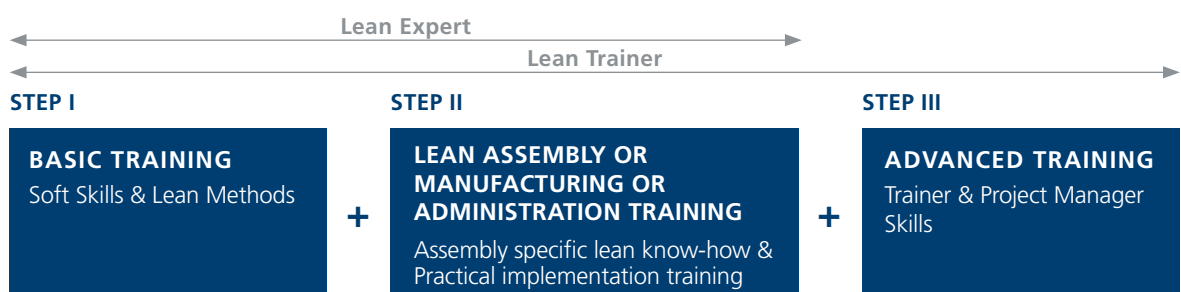 Lean Expert
Lean Trainer
STEP I
BASIC TRAINING
Soft Skills & Lean Methods
+
STEP II
LEAN ASSEMBLY OR
MANUFACTURING OR
ADMINISTRATION TRAINING
Assembly specific lean know-how &
Practical implementation training
+
STEP III
ADVANCED TRAINING
Trainer & Project Manager
Skills